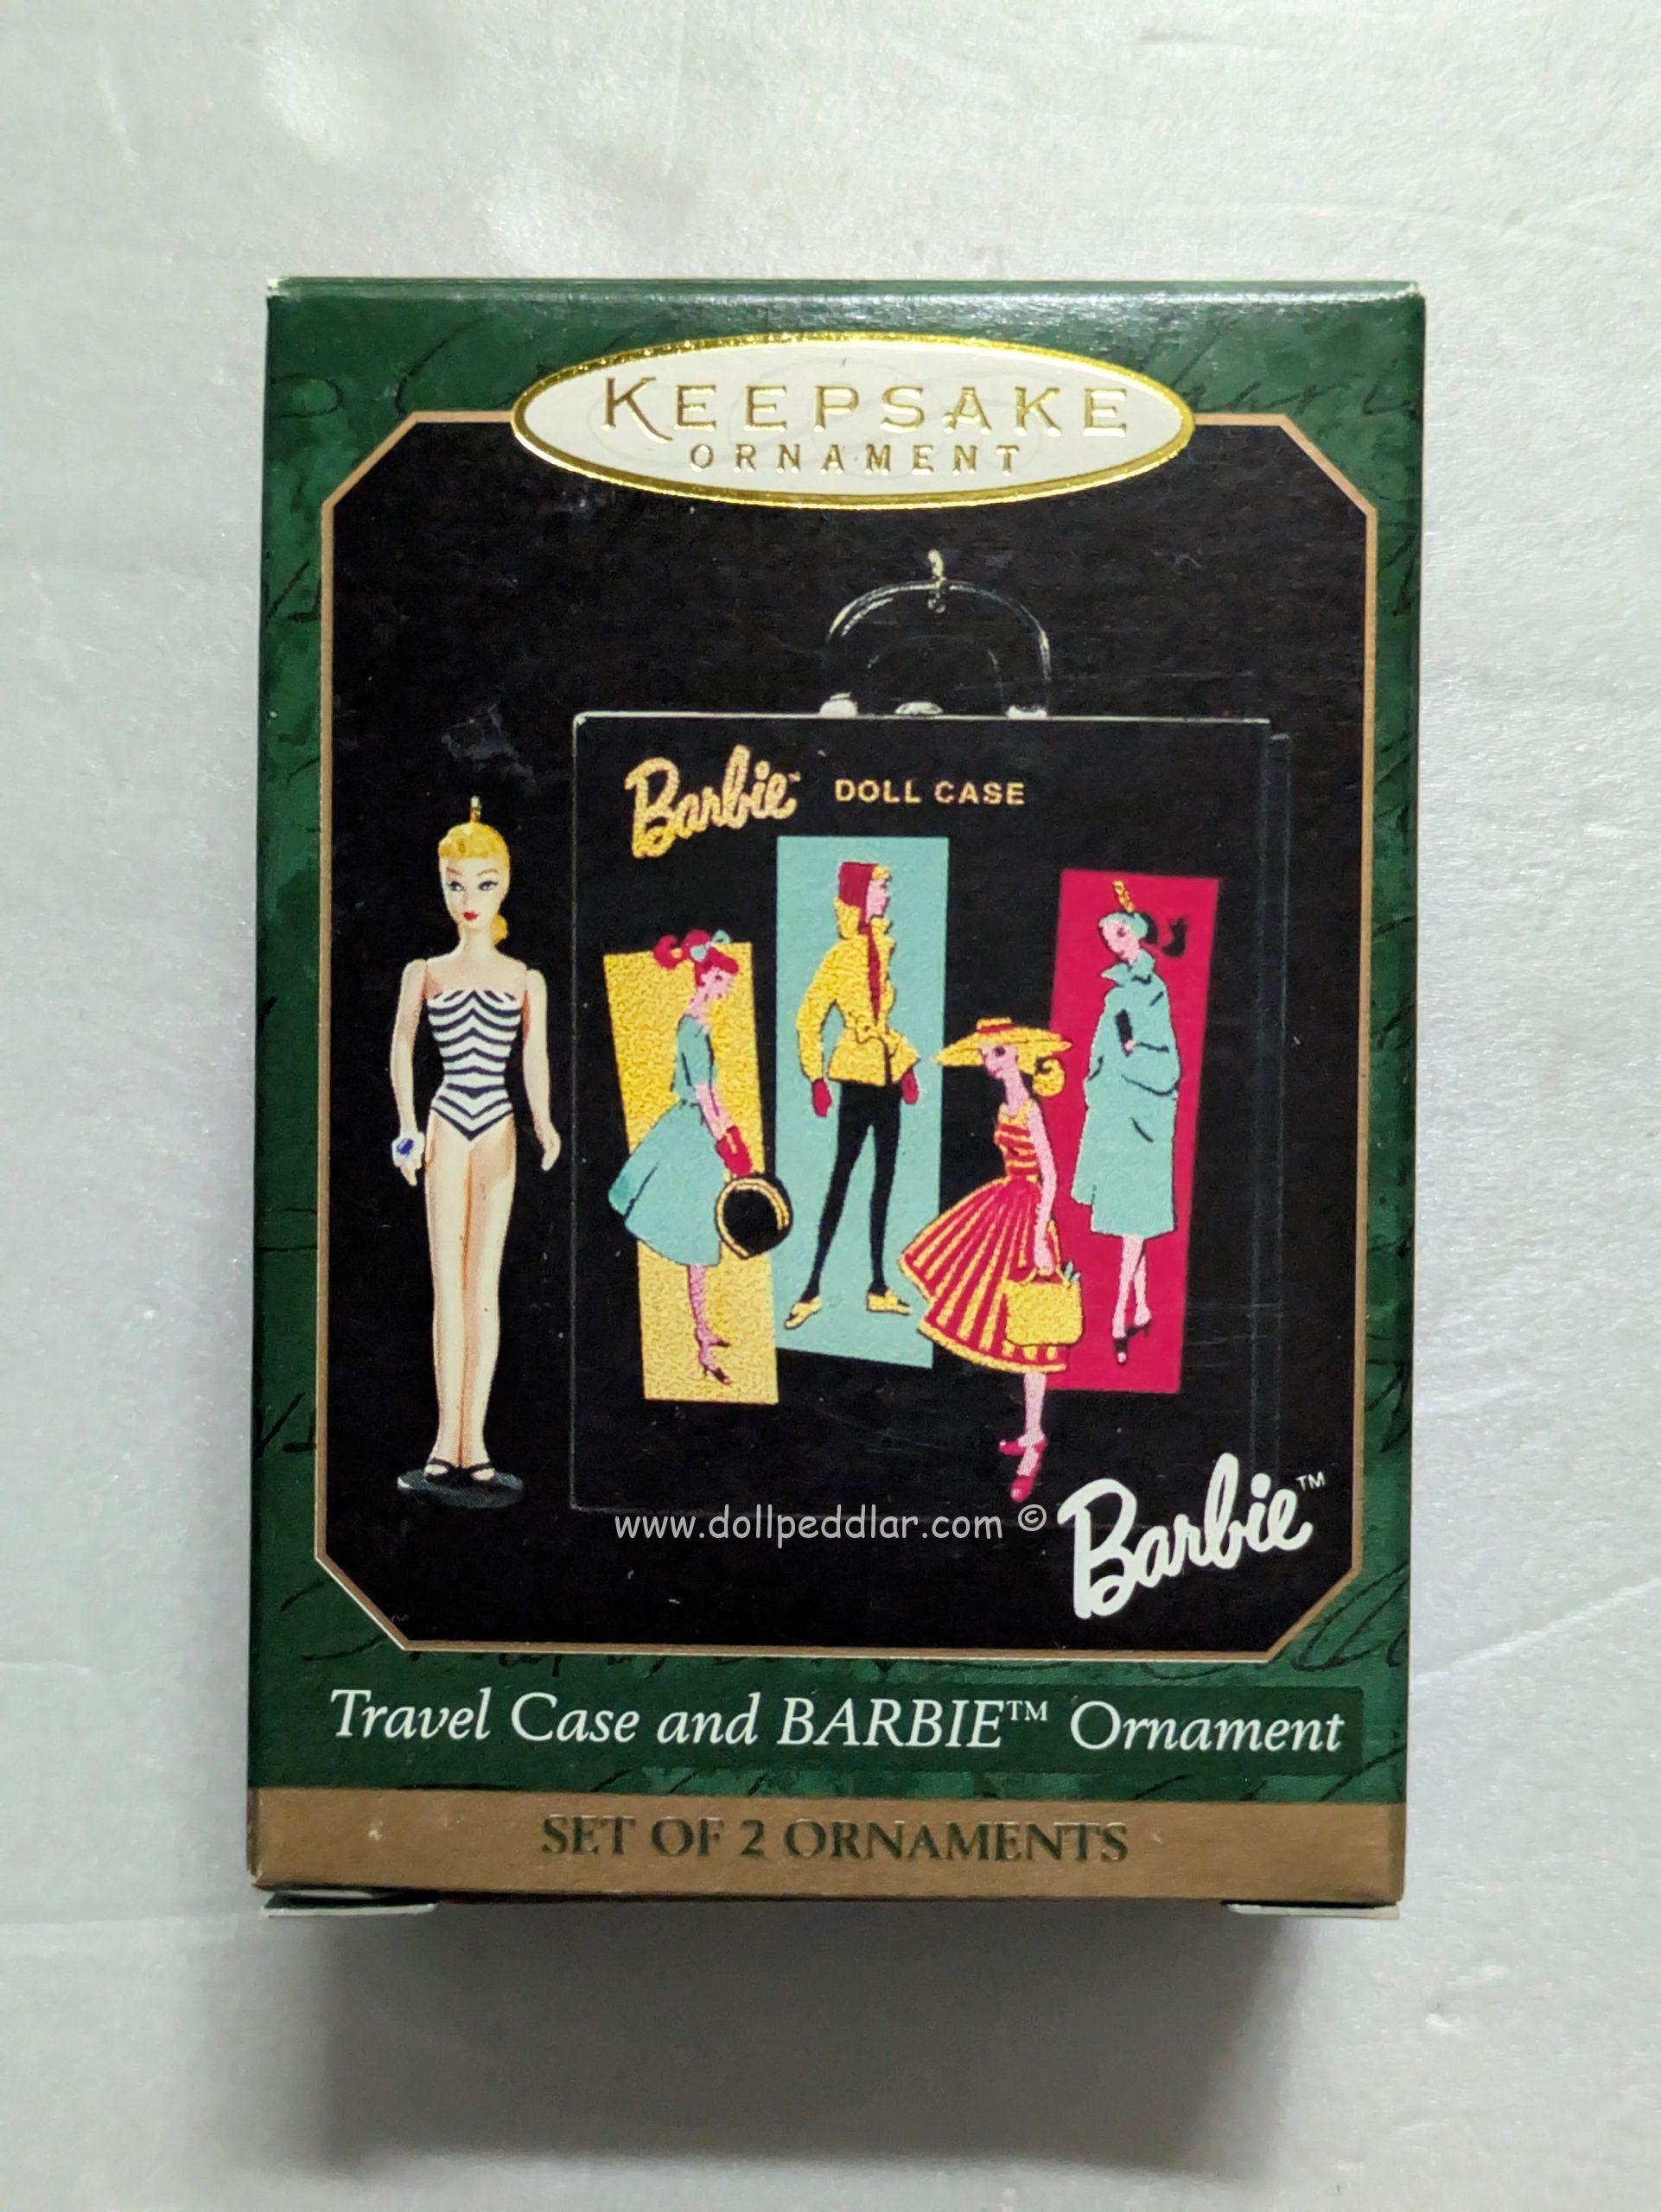 KEEPSAKE
ORNAMENT
Barbie™ DOLL CASE
www.dollpeddlar.com ©
Barbie™
Travel Case and BARBIE™ Ornament
SET OF 2 ORNAMENTS